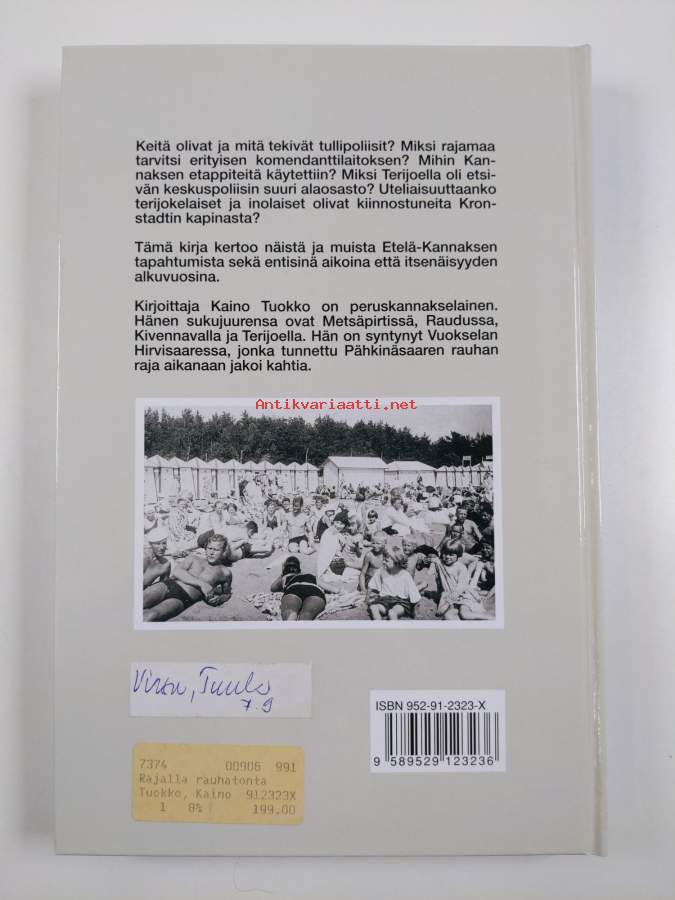 Keitä olivat ja mitä tekivät tullipoliisit? Miksi rajamaa
tarvitsi erityisen komendanttilaitoksen? Mihin Kan-
naksen etappiteitä käytettiin? Miksi Terijoella oli etsi-
vän keskuspoliisin suuri alaosasto? Uteliaisuuttaanko
terijokelaiset ja inolaiset olivat kiinnostuneita Kron-
stadtin kapinasta?
Tämä kirja kertoo näistä ja muista Etelä-Kannaksen
tapahtumista sekä entisinä aikoina että itsenäisyyden
alkuvuosina.
Kirjoittaja Kaino Tuokko on peruskannakselainen.
Hänen sukujuurensa ovat Metsäpirtissä, Raudussa,
Kivennavalla ja Terijoella. Hän on syntynyt Vuokselan
Hirvisaaressa, jonka tunnettu Pähkinäsaaren rauhan
raja aikanaan jakoi kahtia.
Antikvariaatti.net
7.9
ISBN 952-91-2323-X
9 589529 123236
7374 00906 991
Rajalla rauhatonta
Tuokko, Kaino 912323X
1 8% 199.00